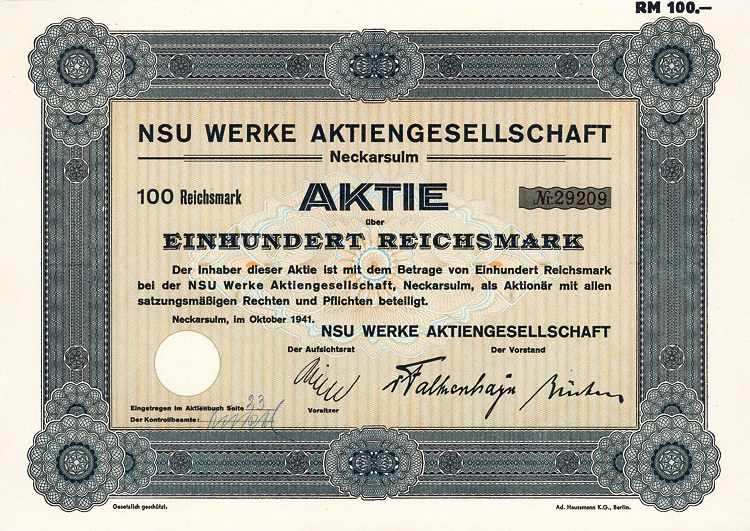 RM 100.—
NSU WERKE AKTIENGESELLSCHAFT
Neckarsulm
100 Reichsmark AKTIE Nr. 29209
über
EINHUNDERT REICHSMARK
Der Inhaber dieser Aktie ist mit dem Betrage von Einhundert Reichsmark
bei der NSU Werke Aktiengesellschaft, Neckarsulm, als Aktionär mit allen
satzungsmäßigen Rechten und Pflichten beteiligt.
Neckarsulm, im Oktober 1941.
NSU WERKE AKTIENGESELLSCHAFT
Der Aufsichtsrat Der Vorstand
vFalkenhayn
Eingetragen im Aktienbuch Seite 23
Der Kontrollbeamte: Vorsitzer
Gesetzlich geschützt. Ad. Haussmann K.G., Berlin.